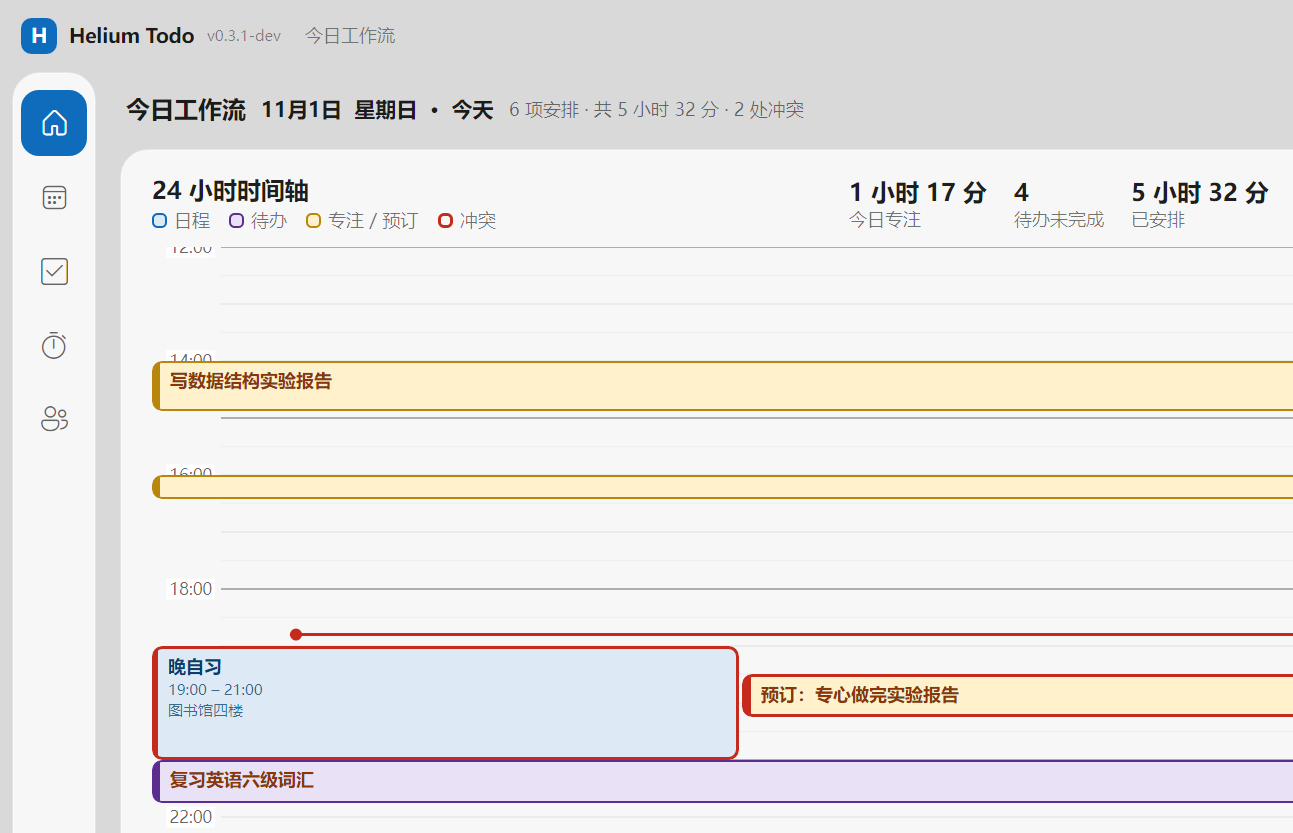 H Helium Todo v0.3.1-dev 今日工作流
今日工作流 11月1日 星期日 • 今天 6 项安排 · 共 5 小时 32 分 · 2 处冲突
24 小时时间轴
日程 待办 专注 / 预订 冲突
1 小时 17 分 4 5 小时 32 分
今日专注 待办未完成 已安排
12:00
14:00
写数据结构实验报告
16:00
18:00
晚自习
19:00 – 21:00
图书馆四楼
预订：专心做完实验报告
复习英语六级词汇
22:00